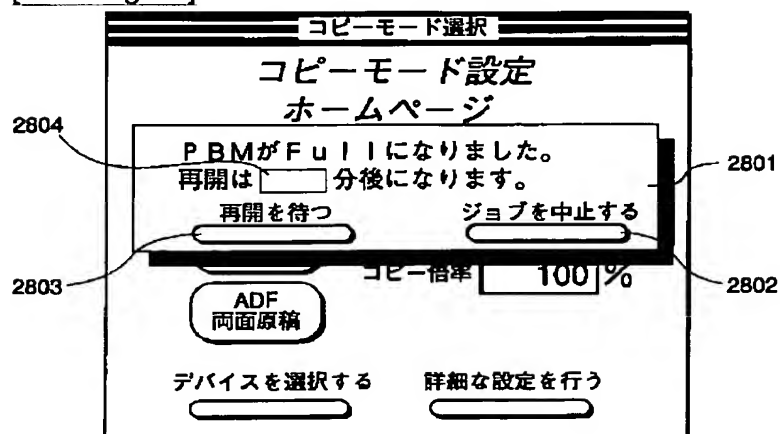 コピーモード選択
コピーモード設定
ホームページ
2804
PBMがFullになりました。
2801
再開は 分後になります。
再開を待つ ジョブを中止する
2803
コピー倍率 100 %
2802
ADF
両面原稿
デバイスを選択する 詳細な設定を行う